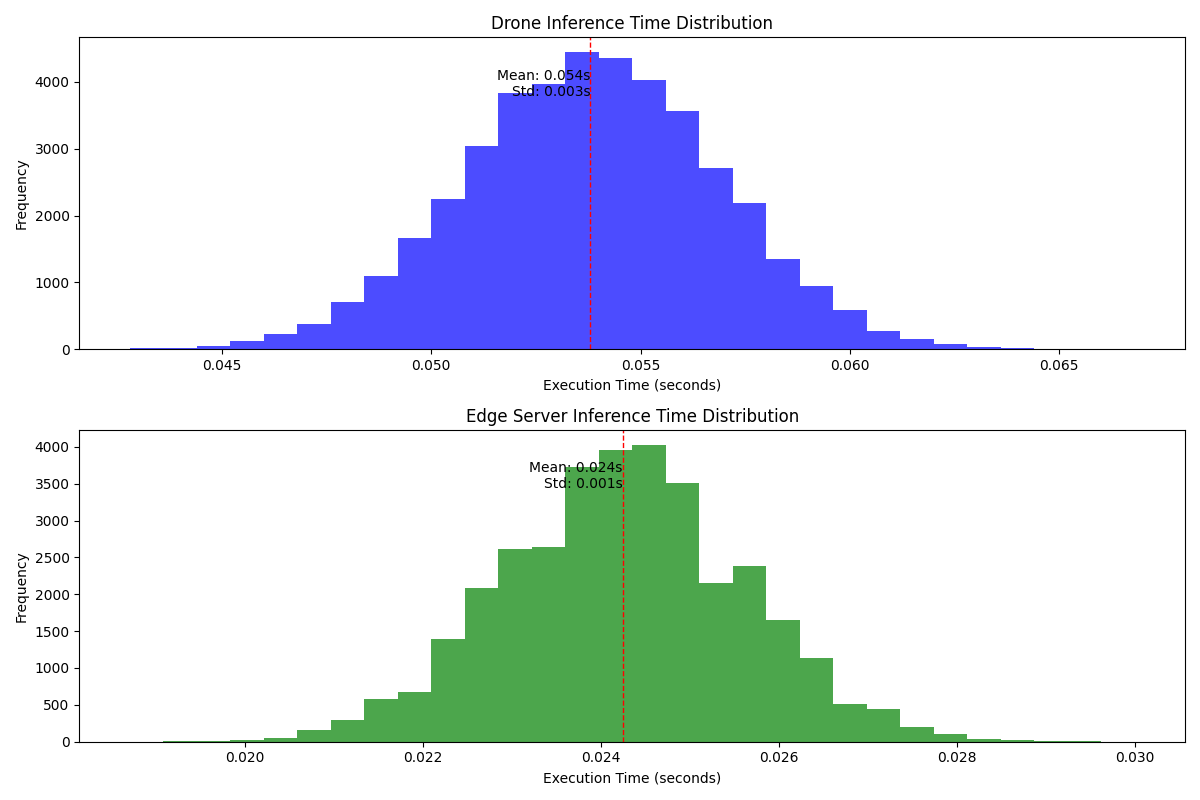 Drone Inference Time Distribution
4000
3000
2000
1000
0
Frequency
Mean: 0.054s
Std: 0.003s
0.045 0.050 0.055 0.060 0.065
Execution Time (seconds)
Edge Server Inference Time Distribution
4000
3500
3000
2500
2000
1500
1000
500
0
Frequency
Mean: 0.024s
Std: 0.001s
0.020 0.022 0.024 0.026 0.028 0.030
Execution Time (seconds)